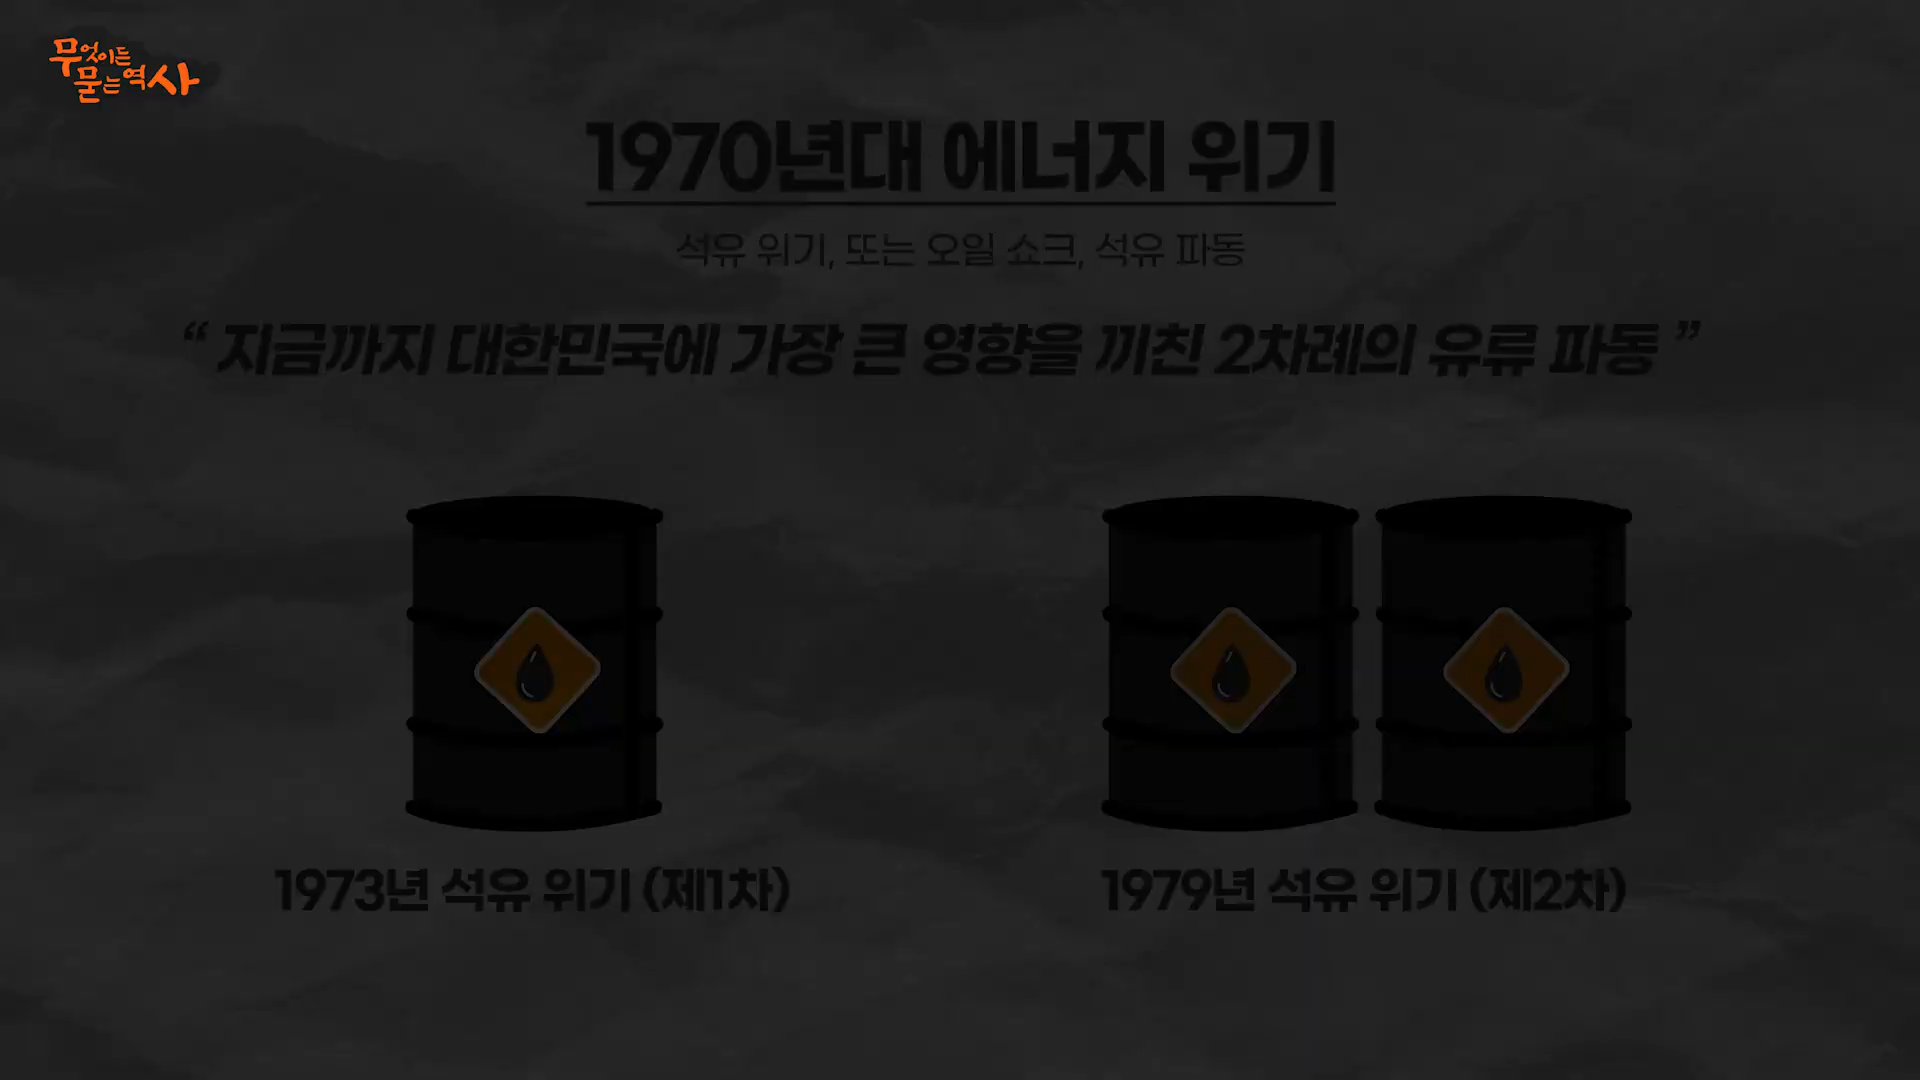 무엇이든
묻는역사
1970년대 에너지 위기
석유 위기, 또는 오일 쇼크, 석유 파동
“ 지금까지 대한민국에 가장 큰 영향을 끼친 2차례의 유류 파동 ”
1973년 석유 위기 (제1차)
1979년 석유 위기 (제2차)